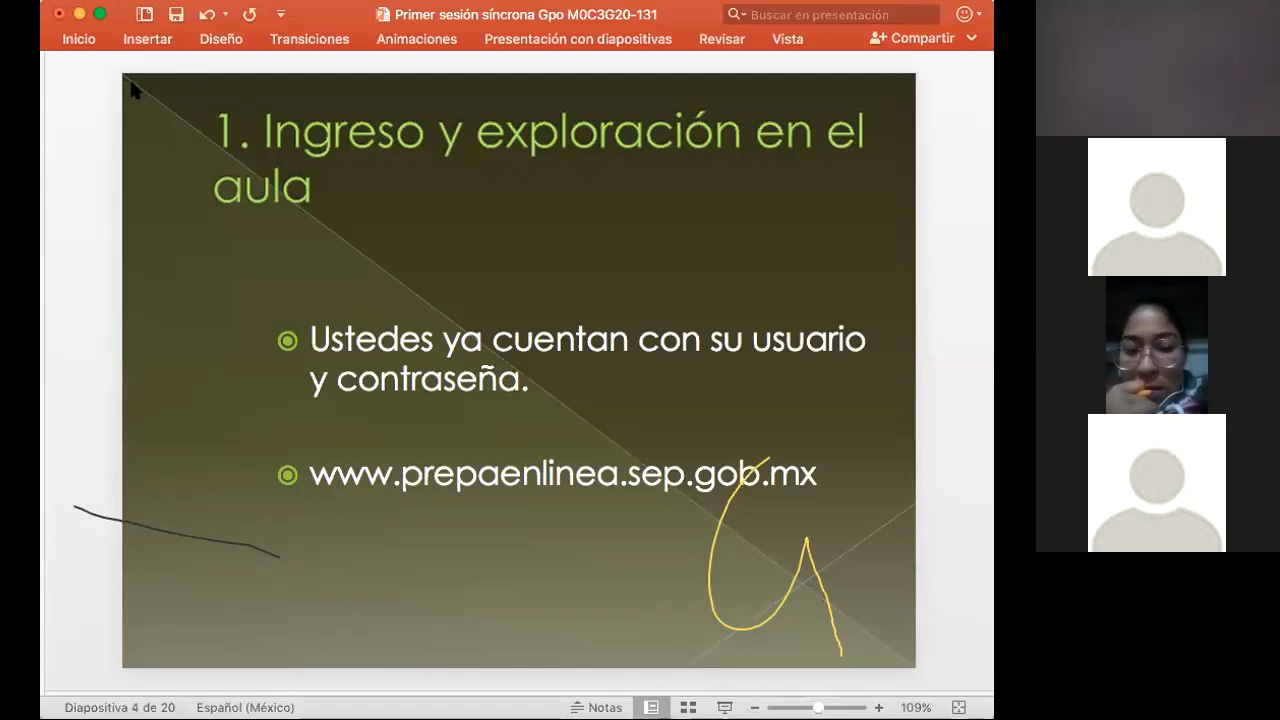 Primer sesión síncrona Gpo M0C3G20-131
Buscar en presentación
Inicio Insertar Diseño Transiciones Animaciones Presentación con diapositivas Revisar Vista Compartir
1. Ingreso y exploración en el
aula
Ustedes ya cuentan con su usuario
y contraseña.
www.prepaenlinea.sep.gob.mx
Diapositiva 4 de 20 Español (México) Notas 109%